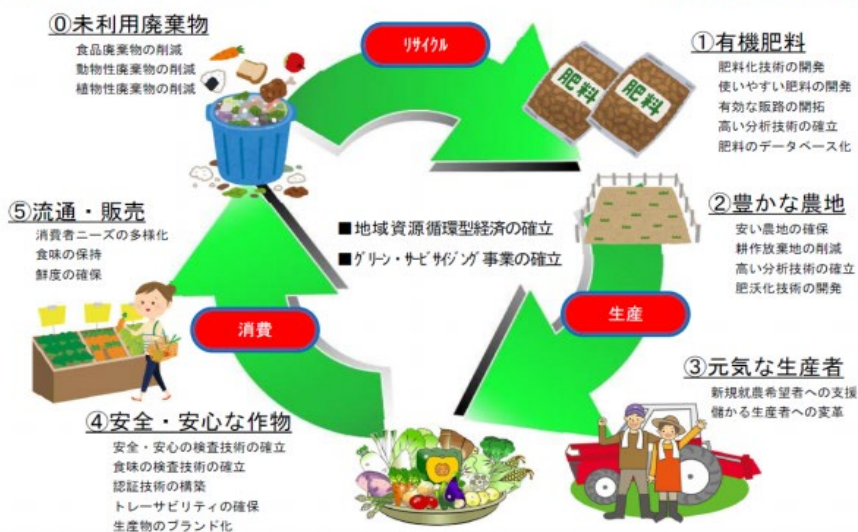 ⓪未利用廃棄物
食品廃棄物の削減
動物性廃棄物の削減
植物性廃棄物の削減
リサイクル
肥料
肥料
①有機肥料
肥料化技術の開発
使いやすい肥料の開発
有効な販路の開拓
高い分析技術の確立
肥料のデータベース化
②豊かな農地
安い農地の確保
耕作放棄地の削減
高い分析技術の確立
肥沃化技術の開発
■地域資源循環型経済の確立
■グリーン・サービサイジング事業の確立
生産
③元気な生産者
新規就農希望者への支援
儲かる生産者への変革
④安全・安心な作物
安全・安心の検査技術の確立
食味の検査技術の確立
認証技術の構築
トレーサビリティの確保
生産物のブランド化
消費
⑤流通・販売
消費者ニーズの多様化
食味の保持
鮮度の確保